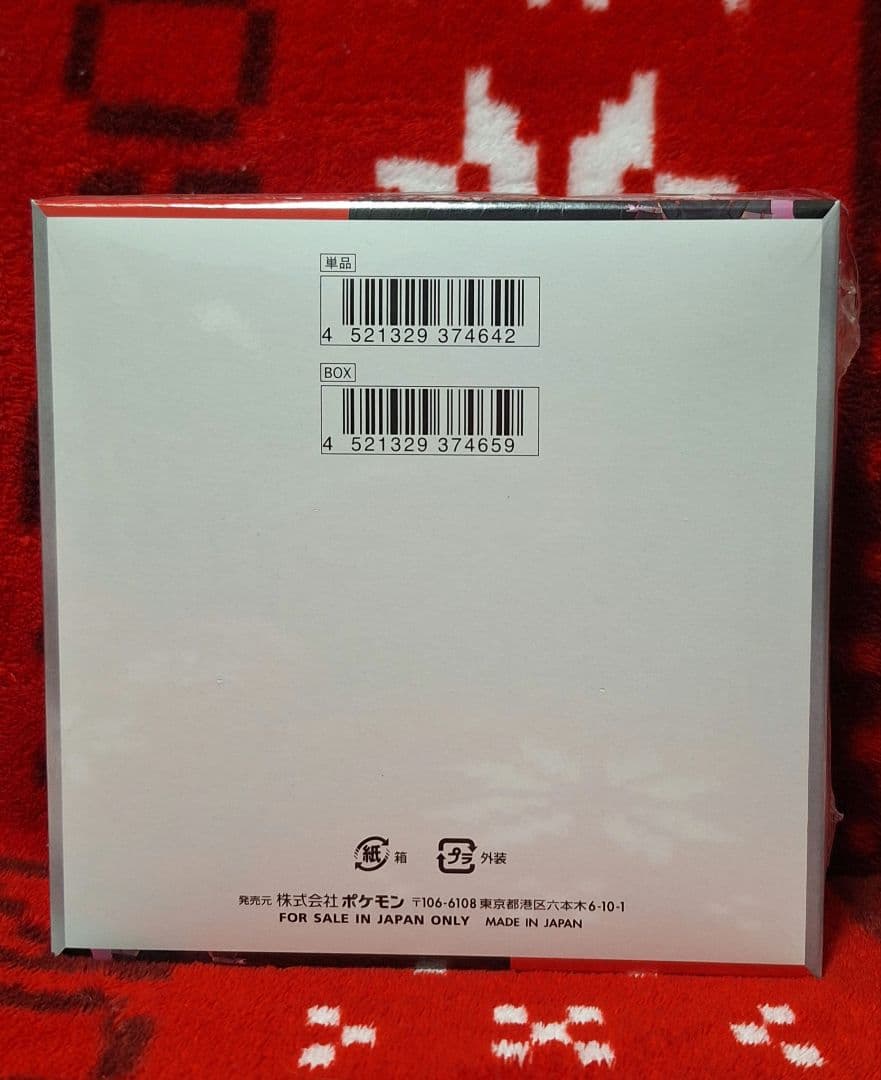 単品
4 521329 374642
BOX
4 521329 374659
紙 箱 プラ 外装
発売元 株式会社ポケモン 〒106-6108 東京都港区六本木6-10-1
FOR SALE IN JAPAN ONLY MADE IN JAPAN